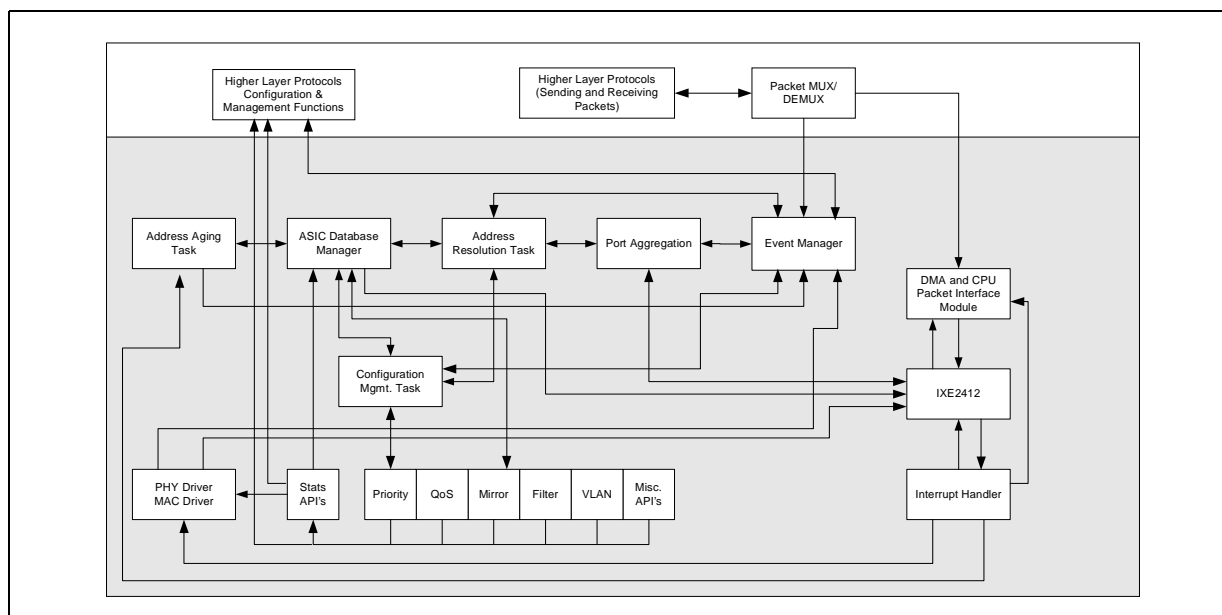 Higher Layer Protocols
Configuration &
Management Functions
Higher Layer Protocols
(Sending and Receiving
Packets)
Packet MUX/
DEMUX
Address Aging
Task
ASIC Database
Manager
Address
Resolution Task
Port Aggregation
Event Manager
DMA and CPU
Packet Interface
Module
Configuration
Mgmt. Task
IXE2412
PHY Driver
MAC Driver
Stats
API's
Priority
QoS
Mirror
Filter
VLAN
Misc.
API's
Interrupt Handler